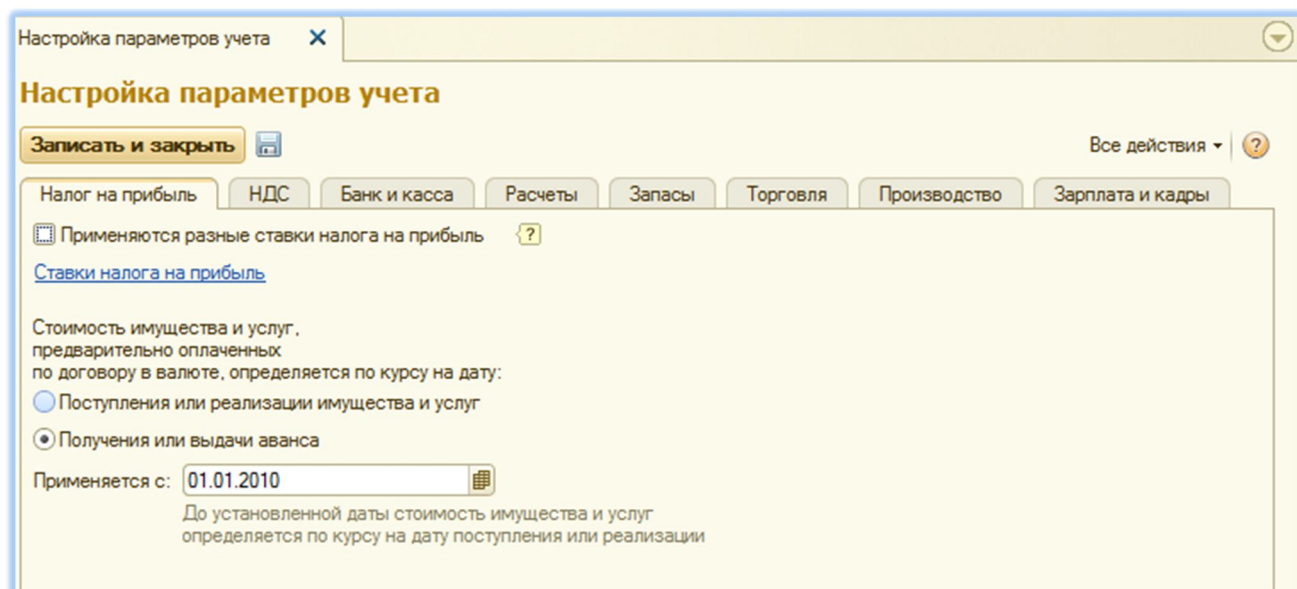 Настройка параметров учета
Настройка параметров учета
Записать и закрыть
Все действия
?
Налог на прибыль НДС Банк и касса Расчеты Запасы Торговля Производство Зарплата и кадры
Применяются разные ставки налога на прибыль ?
Ставки налога на прибыль
Стоимость имущества и услуг,
предварительно оплаченных
по договору в валюте, определяется по курсу на дату:
Поступления или реализации имущества и услуг
Получения или выдачи аванса
Применяется с: 01.01.2010
До установленной даты стоимость имущества и услуг
определяется по курсу на дату поступления или реализации